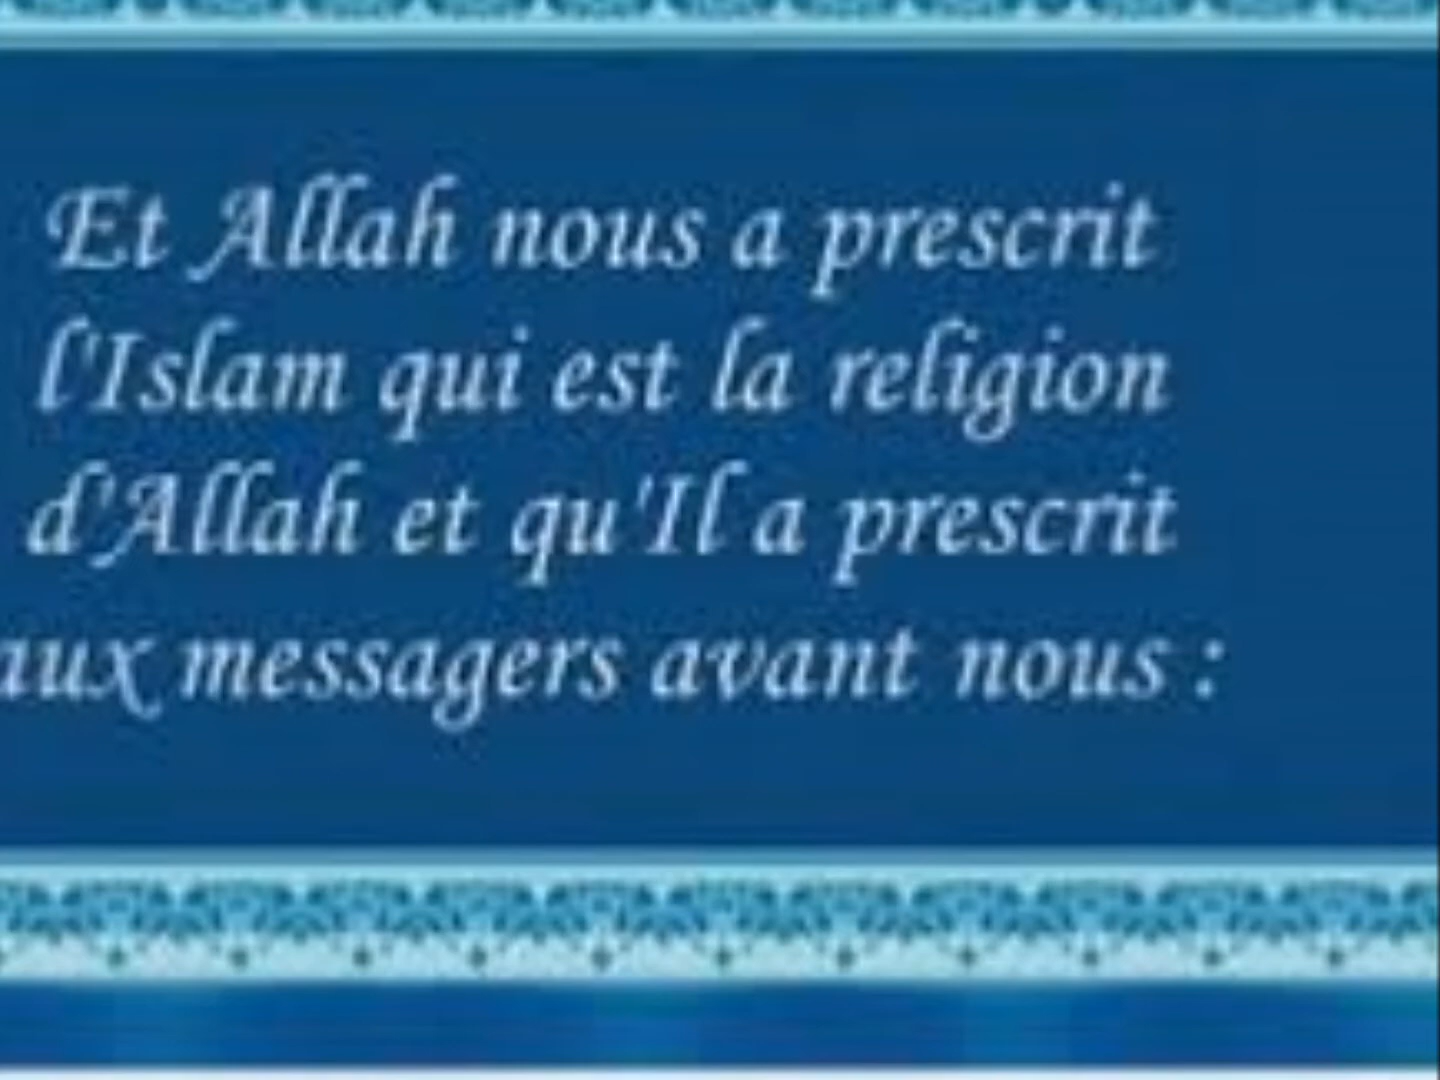 Et Allah nous a prescrit
l'Islam qui est la religion
d'Allah et qu'Il a prescrit
aux messagers avant nous :